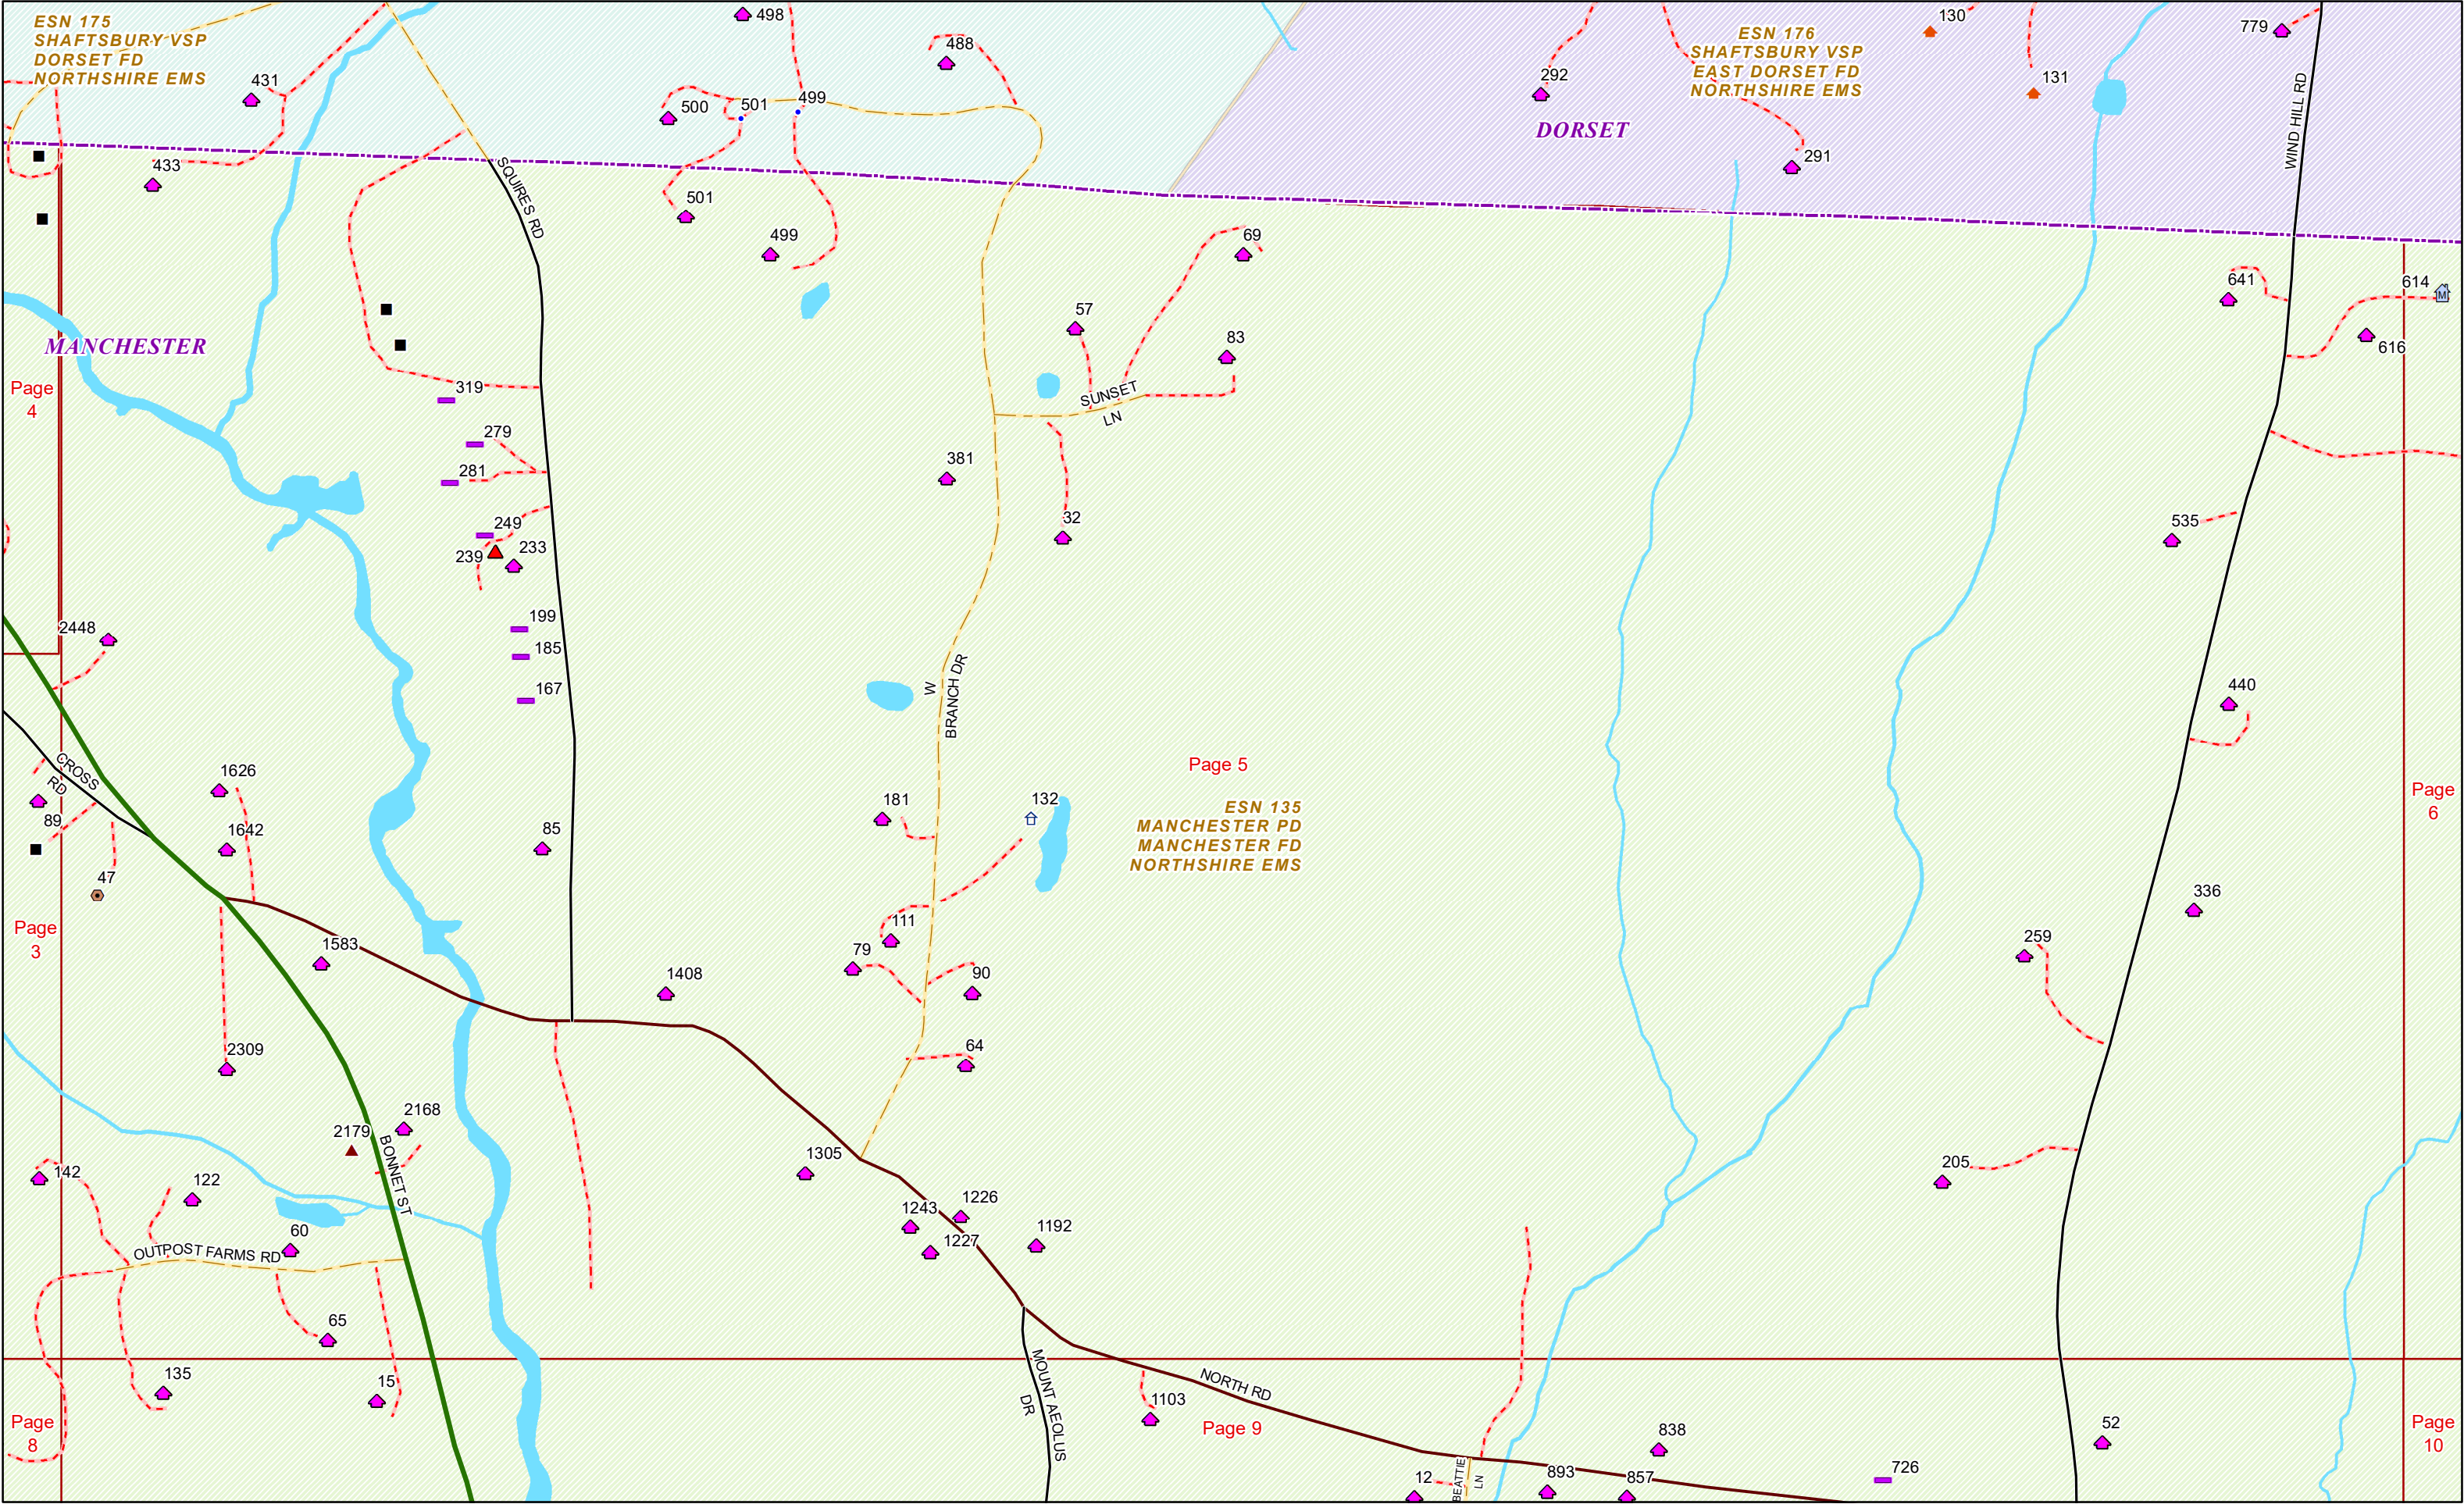 ESN 175
SHAFTSBURY VSP
DORSET FD
NORTHSHIRE EMS
498
488
ESN 176
SHAFTSBURY VSP
EAST DORSET FD
NORTHSHIRE EMS
130
131
779
WIND HILL RD
431
500
501
499
292
DORSET
291
433
SQUIRES RD
501
499
69
641
614
616
57
83
MANCHESTER
Page
4
319
SUNSET
LN
279
281
381
32
249
239
233
535
2448
199
185
167
W
BRANCH DR
440
CROSS
RD
1626
1642
89
47
85
181
132
Page 5
ESN 135
MANCHESTER PD
MANCHESTER FD
NORTHSHIRE EMS
Page
6
336
259
Page
3
1583
1408
111
79
90
64
2309
2168
2179
BONNET ST
142
122
60
OUTPOST FARMS RD
1305
1243
1226
1227
1192
205
65
135
15
MOUNT AEOLUS
DR
NORTH RD
1103
Page 9
Page
8
838
52
Page
10
12
BEATTIE
LN
893
857
726